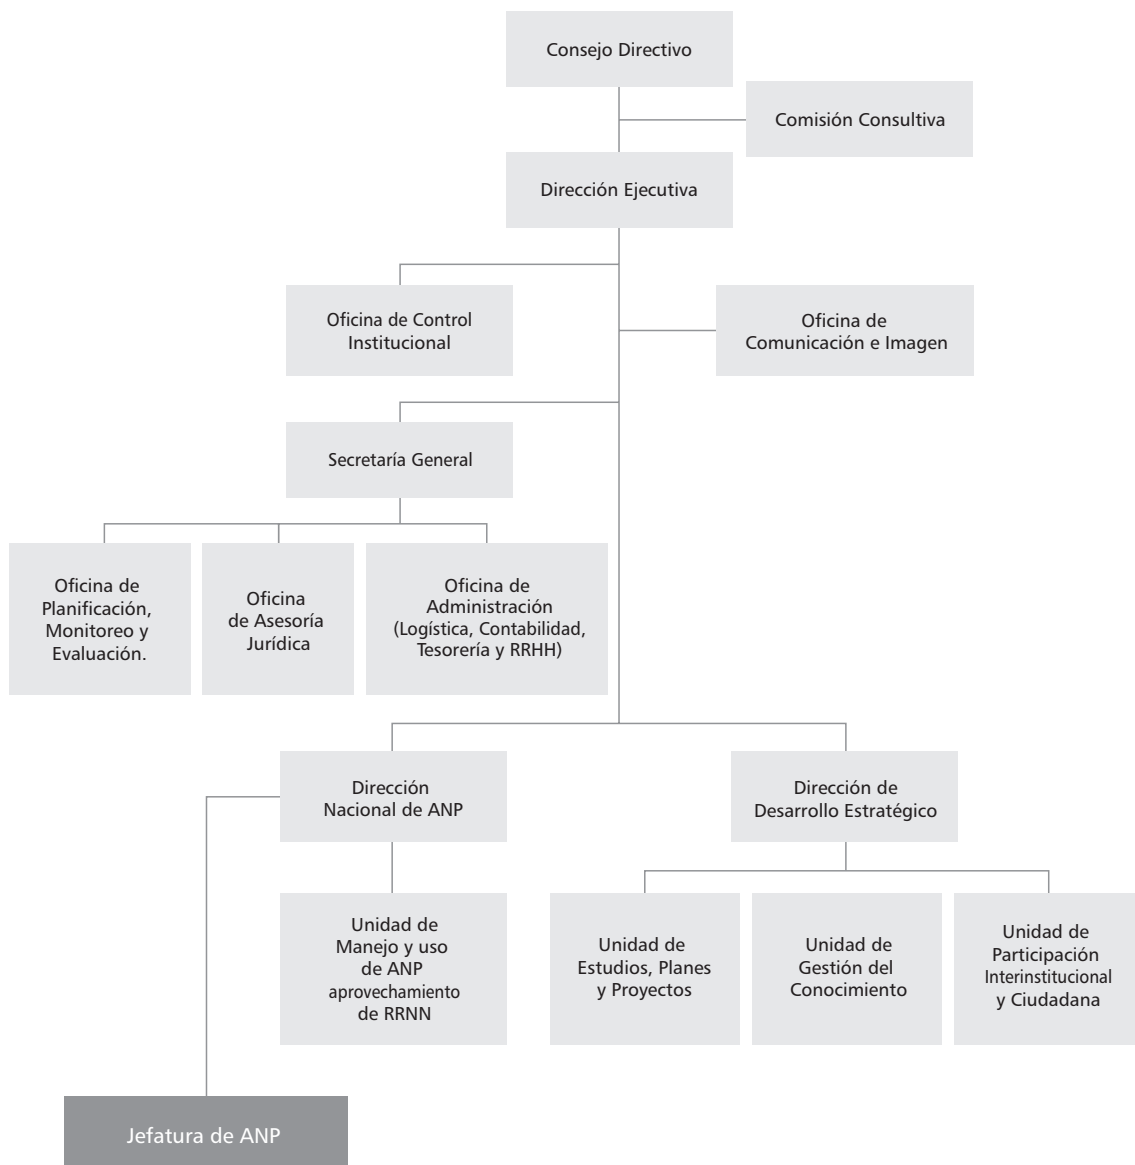 Consejo Directivo
Comisión Consultiva
Dirección Ejecutiva
Oficina de Control
Institucional
Oficina de
Comunicación e Imagen
Secretaría General
Oficina de
Planificación,
Monitoreo y
Evaluación.
Oficina
de Asesoría
Jurídica
Oficina de
Administración
(Logística, Contabilidad,
Tesorería y RRHH)
Dirección
Nacional de ANP
Dirección de
Desarrollo Estratégico
Unidad de
Manejo y uso
de ANP
aprovechamiento
de RRNN
Unidad de
Estudios, Planes
y Proyectos
Unidad de
Gestión del
Conocimiento
Unidad de
Participación
Interinstitucional
y Ciudadana
Jefatura de ANP